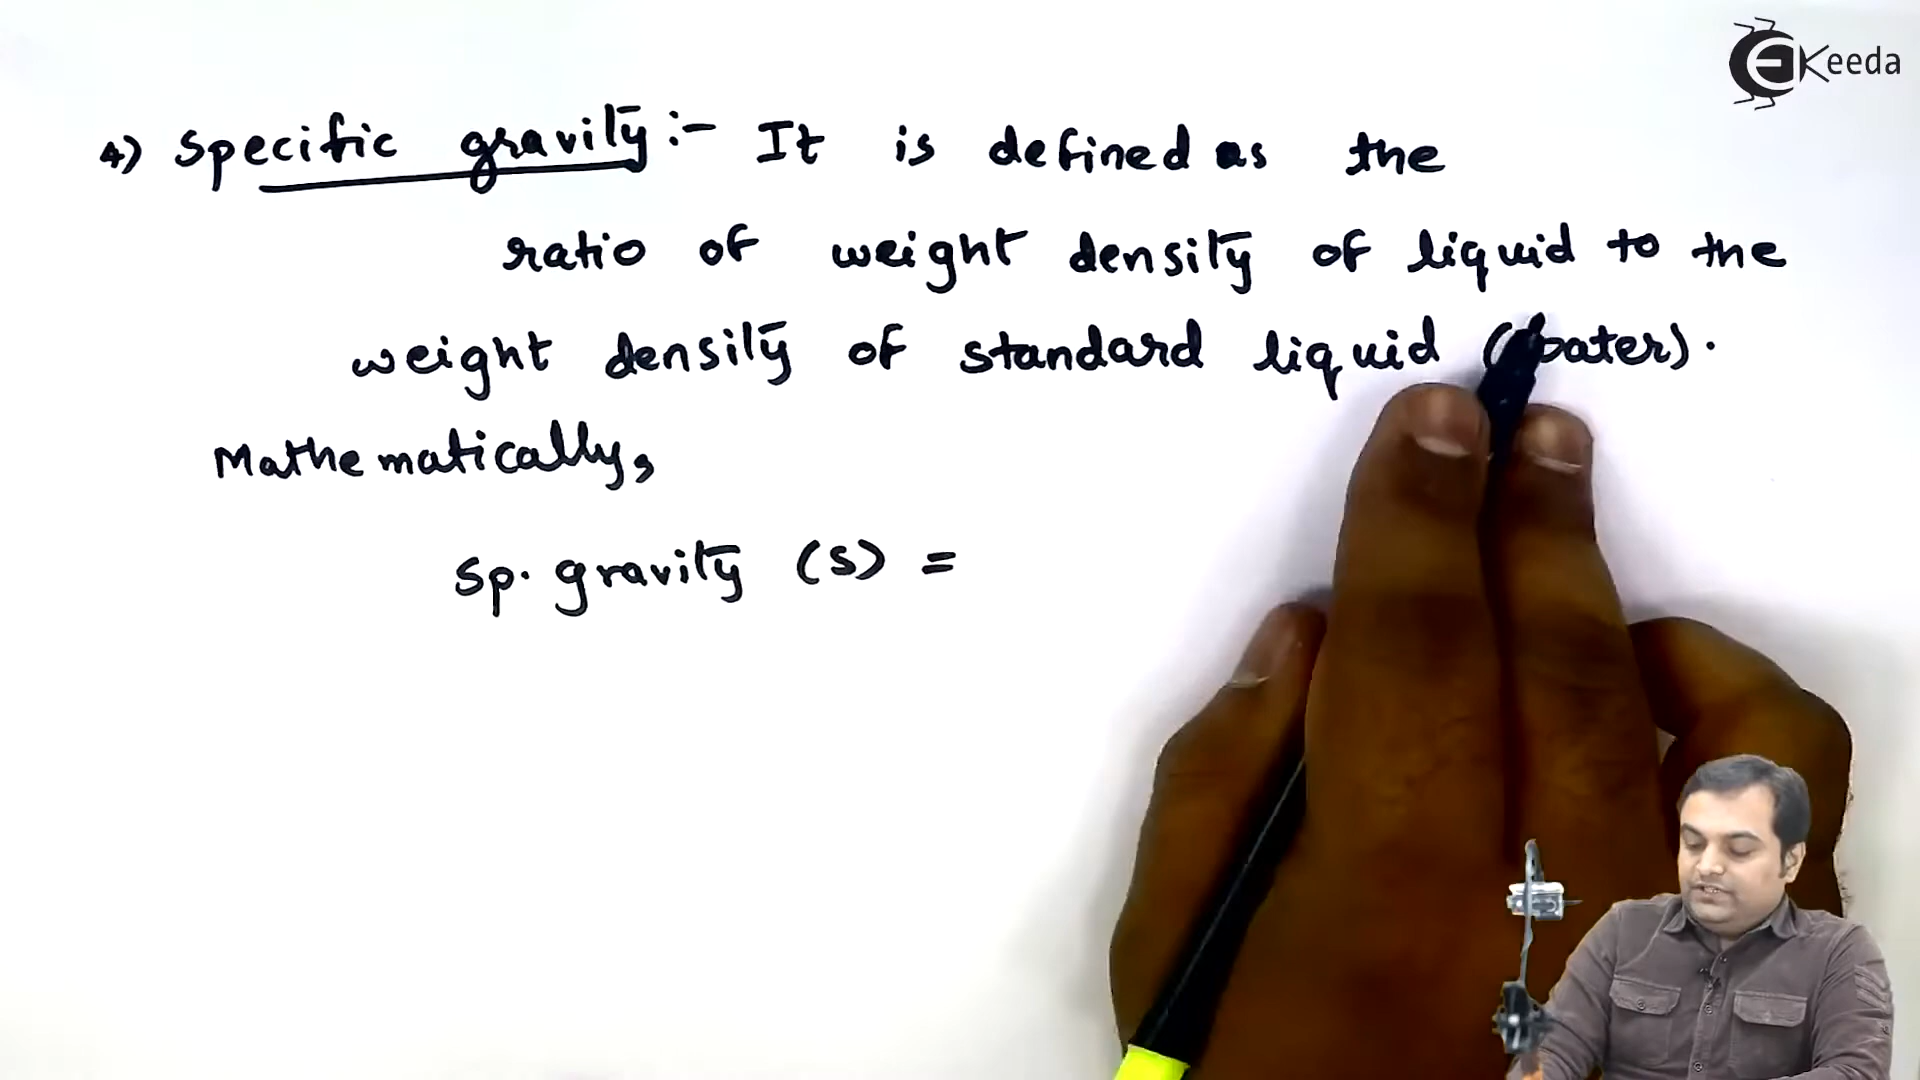 EKeeda
4) Specific gravity :- It is defined as the
ratio of weight density of liquid to the
weight density of standard liquid (water).
Mathematically,
Sp. gravity (s) =